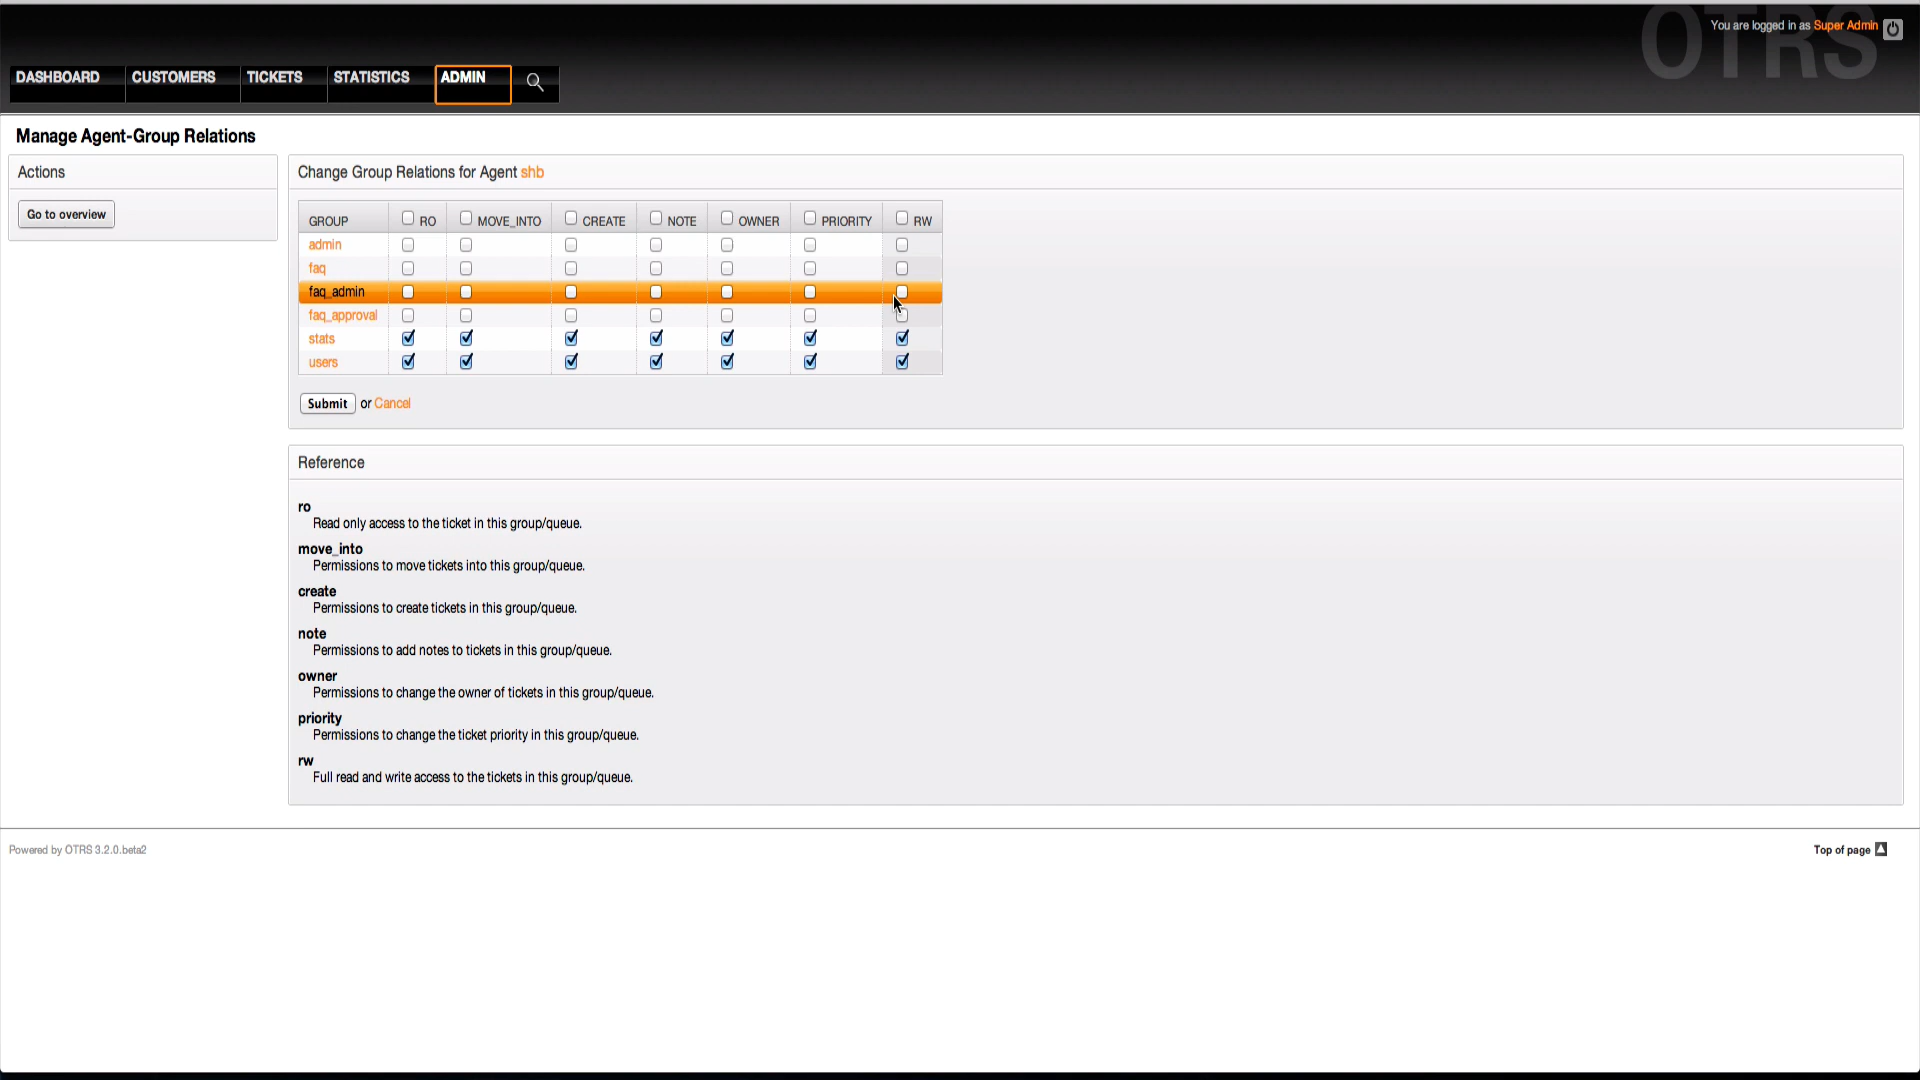 OTRS
You are logged in as Super Admin
DASHBOARD CUSTOMERS TICKETS STATISTICS ADMIN
Manage Agent-Group Relations
Actions
Go to overview
Change Group Relations for Agent shb
GROUP RO MOVE_INTO CREATE NOTE OWNER PRIORITY RW
admin
faq
faq_admin
faq_approval
stats
users
Submit or Cancel
Reference
ro
Read only access to the ticket in this group/queue.
move_into
Permissions to move tickets into this group/queue.
create
Permissions to create tickets in this group/queue.
note
Permissions to add notes to tickets in this group/queue.
owner
Permissions to change the owner of tickets in this group/queue.
priority
Permissions to change the ticket priority in this group/queue.
rw
Full read and write access to the tickets in this group/queue.
Powered by OTRS 3.2.0.beta2
Top of page